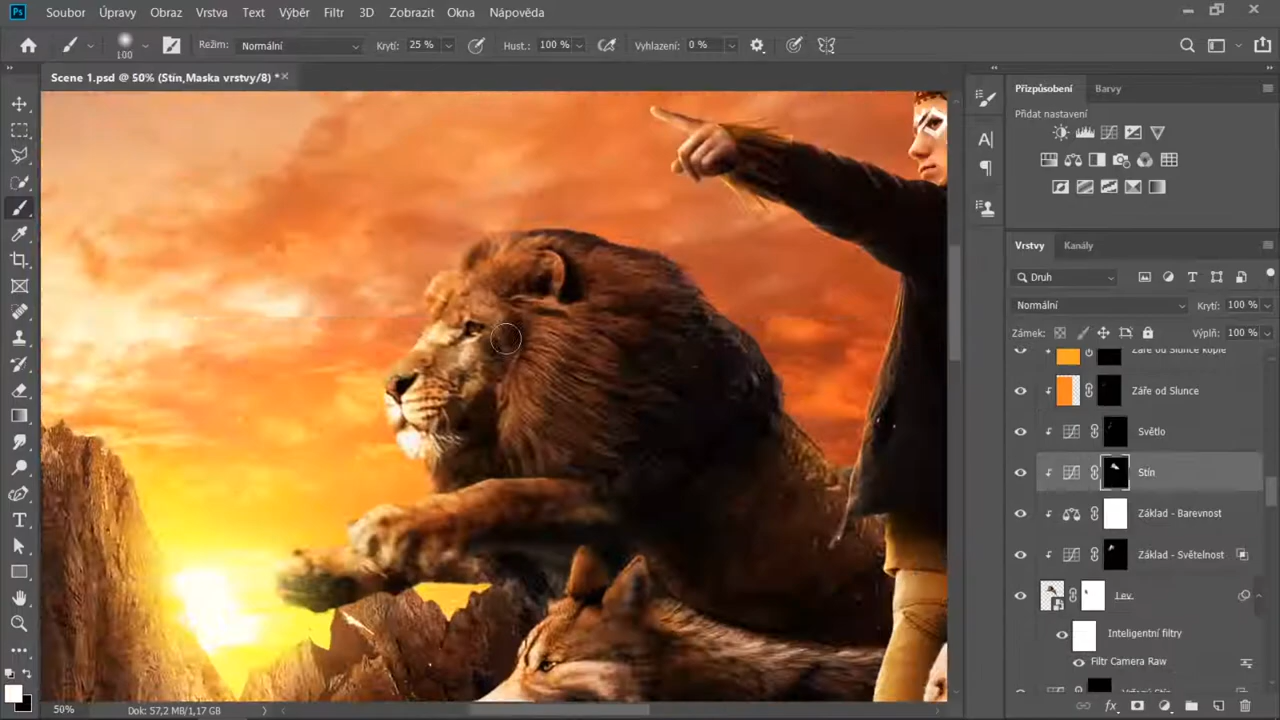 Ps Soubor Úpravy Obraz Vrstva Text Výběr Filtr 3D Zobrazit Okna Nápověda
100 Režim: Normální Krytí: 25 % Hust.: 100 % Vyhlazení: 0 %
Scene 1.psd @ 50% (Stín,Maska vrstvy/8) *
Přizpůsobení Barvy
Přidat nastavení
Vrstvy Kanály
Druh
Normální Krytí: 100 %
Zámek: Výplň: 100 %
Záře od Slunce kopie
Záře od Slunce
Světlo
Stín
Základ - Barevnost
Základ - Světelnost
Lev
Inteligentní filtry
Filtr Camera Raw
50% Dok: 57,2 MB/1,17 GB